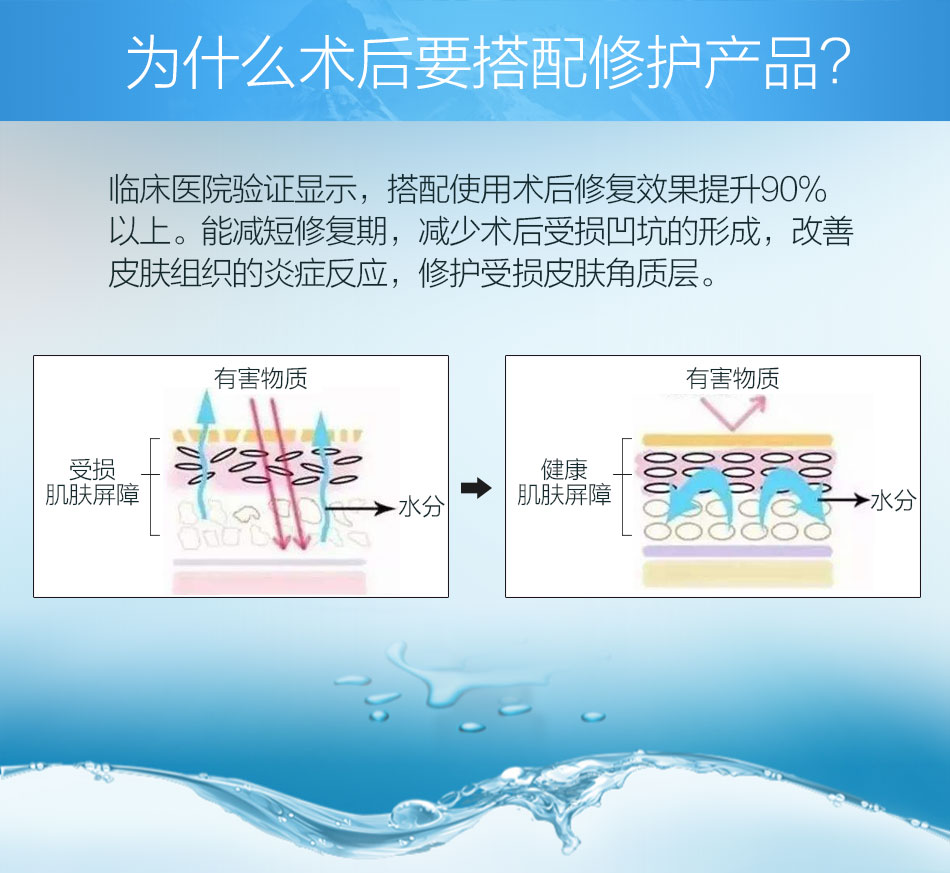 为什么术后要搭配修护产品?
临床医院验证显示，搭配使用术后修复效果提升90%
以上。能减短修复期，减少术后受损凹坑的形成，改善
皮肤组织的炎症反应，修护受损皮肤角质层。
有害物质
受损
肌肤屏障
水分
有害物质
健康
肌肤屏障
水分